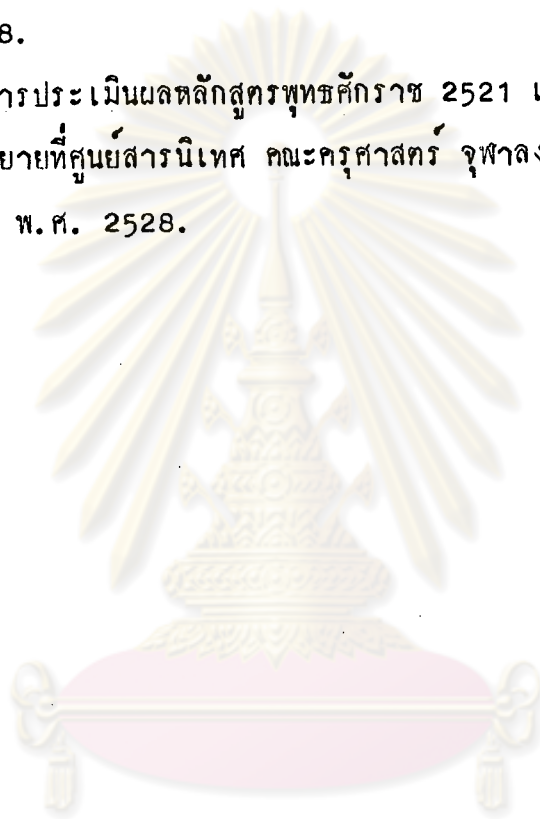 8.
ารประเมินผลหลักสูตรพุทธศักราช 2521 เ
ยายที่ศูนย์สารนิเทศ คณะครุศาสตร์ จุฬาลง
พ.ศ. 2528.